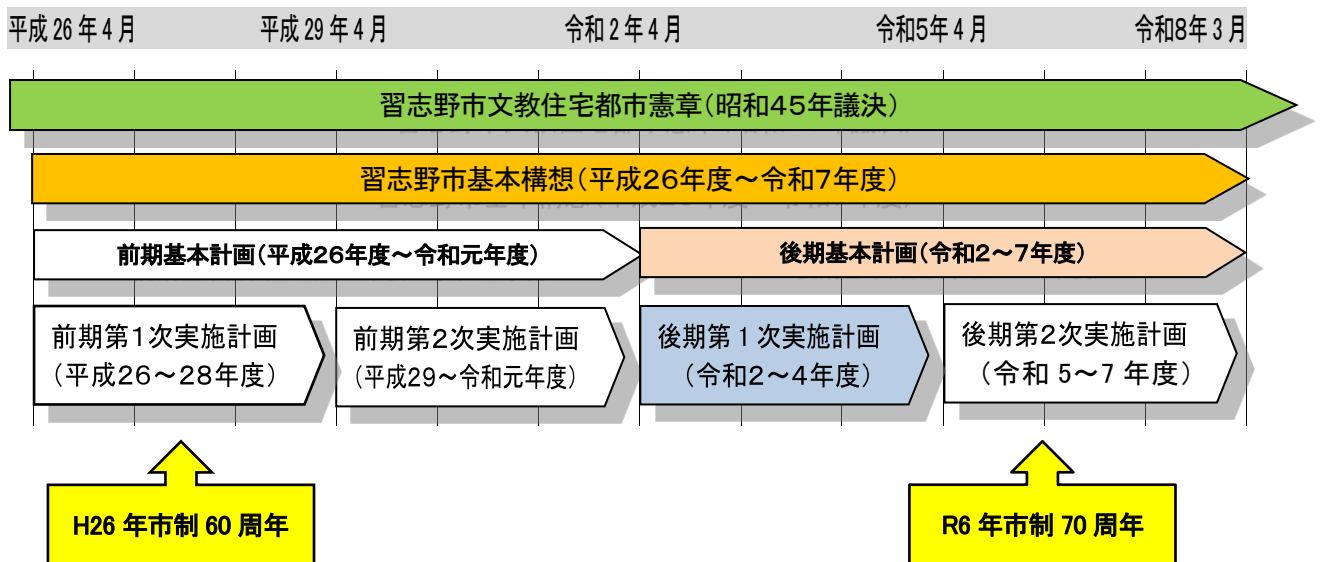 平成26年4月 平成29年4月 令和2年4月 令和5年4月 令和8年3月
習志野市文教住宅都市憲章（昭和４５年議決）
習志野市基本構想（平成２６年度～令和７年度）
前期基本計画（平成２６年度～令和元年度） 後期基本計画（令和２～７年度）
前期第１次実施計画
（平成２６～２８年度）
前期第２次実施計画
（平成２９～令和元年度）
後期第１次実施計画
（令和２～４年度）
後期第２次実施計画
（令和 5～7 年度）
H26 年市制 60 周年
R6 年市制 70 周年